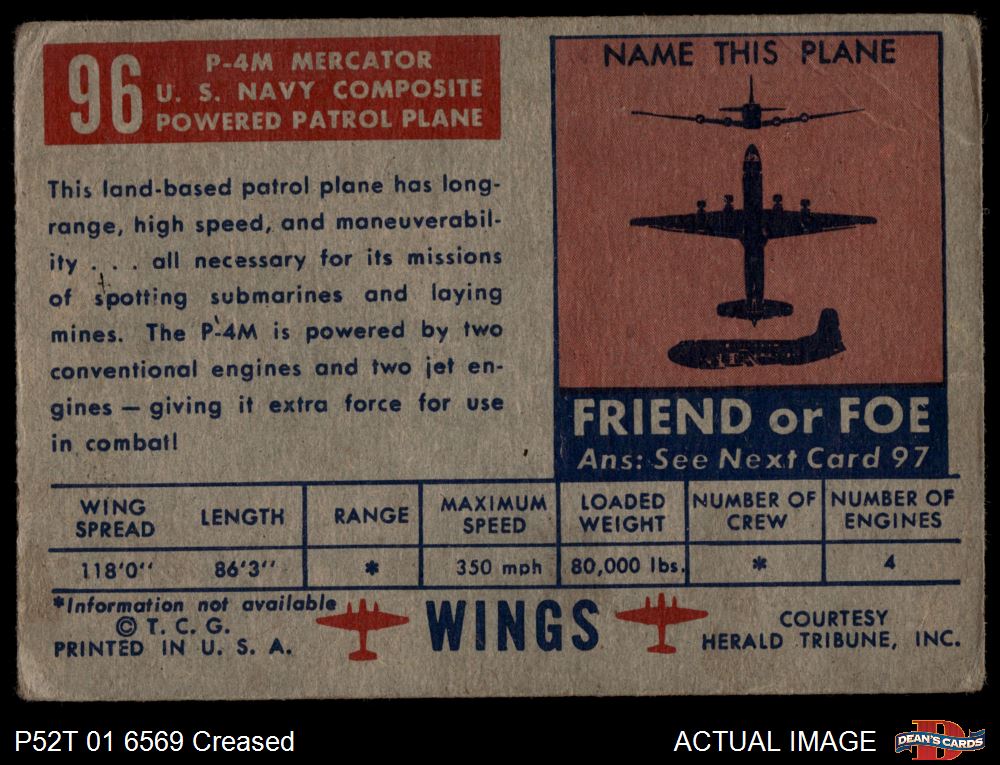 96
P-4M MERCATOR
U. S. NAVY COMPOSITE
POWERED PATROL PLANE
This land-based patrol plane has long-
range, high speed, and maneuverabil-
ity . . . all necessary for its missions
of spotting submarines and laying
mines. The P-4M is powered by two
conventional engines and two jet en-
gines — giving it extra force for use
in combat!
NAME THIS PLANE
FRIEND or FOE
Ans: See Next Card 97
WING SPREAD LENGTH RANGE MAXIMUM SPEED LOADED WEIGHT NUMBER OF CREW NUMBER OF ENGINES
118'0" 86'3" * 350 mph 80,000 lbs. * 4
*Information not available
© T. C. G.
PRINTED IN U. S. A.
WINGS
COURTESY
HERALD TRIBUNE, INC.
P52T 01 6569 Creased
ACTUAL IMAGE
DEAN'S CARDS